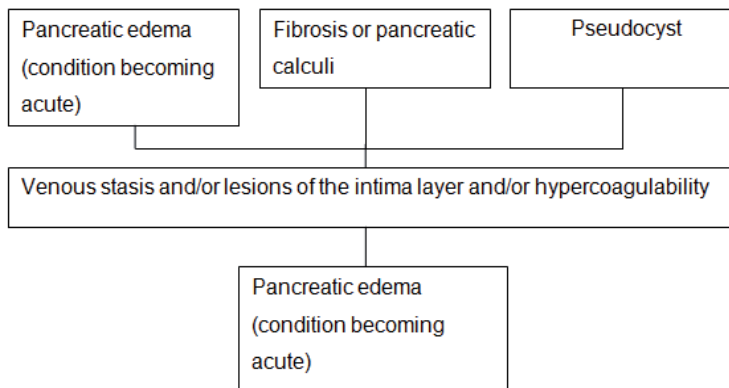 Pancreatic edema
(condition becoming
acute)
Fibrosis or pancreatic
calculi
Pseudocyst
Venous stasis and/or lesions of the intima layer and/or hypercoagulability
Pancreatic edema
(condition becoming
acute)